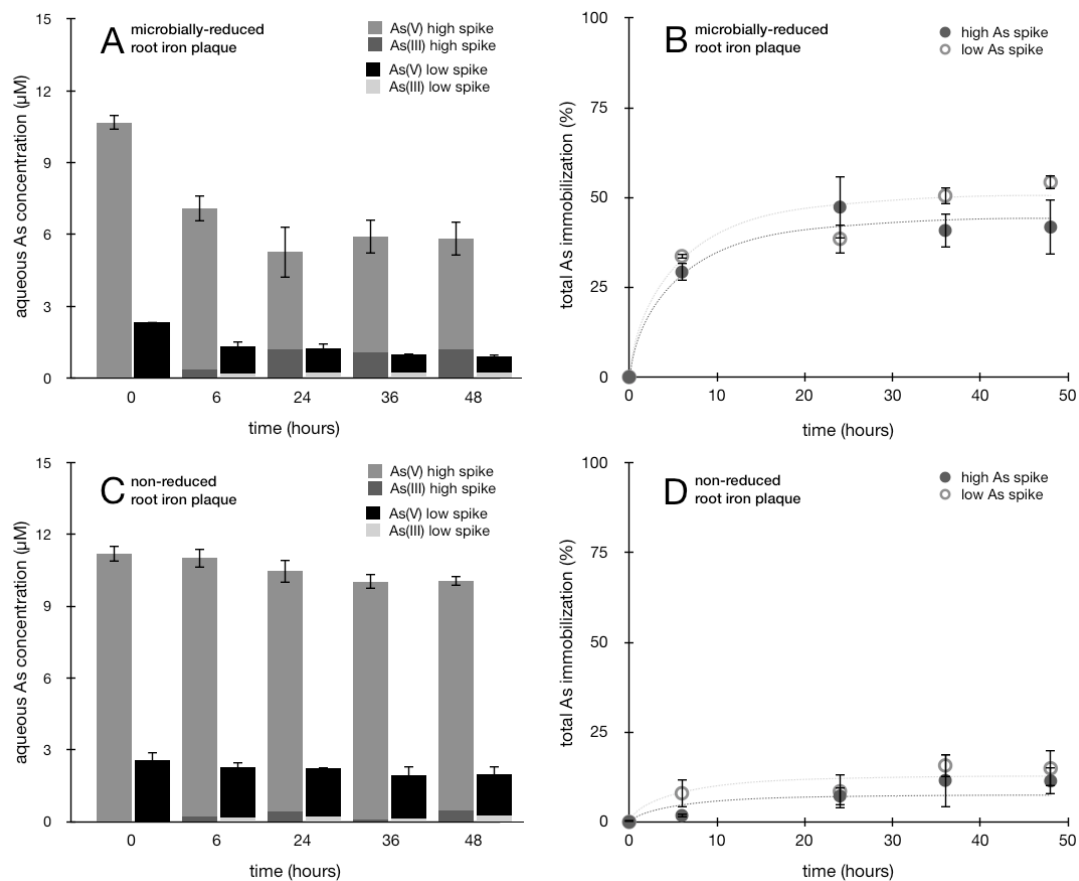 A microbially-reduced
root iron plaque
As(V) high spike
As(III) high spike
As(V) low spike
As(III) low spike
aqueous As concentration (µM)
15
12
9
6
3
0
0 6 24 36 48
time (hours)
B microbially-reduced
root iron plaque
high As spike
low As spike
total As immobilization (%)
100
75
50
25
0
0 10 20 30 40 50
time (hours)
C non-reduced
root iron plaque
As(V) high spike
As(III) high spike
As(V) low spike
As(III) low spike
aqueous As concentration (µM)
15
12
9
6
3
0
0 6 24 36 48
time (hours)
D non-reduced
root iron plaque
high As spike
low As spike
total As immobilization (%)
100
75
50
25
0
0 10 20 30 40 50
time (hours)